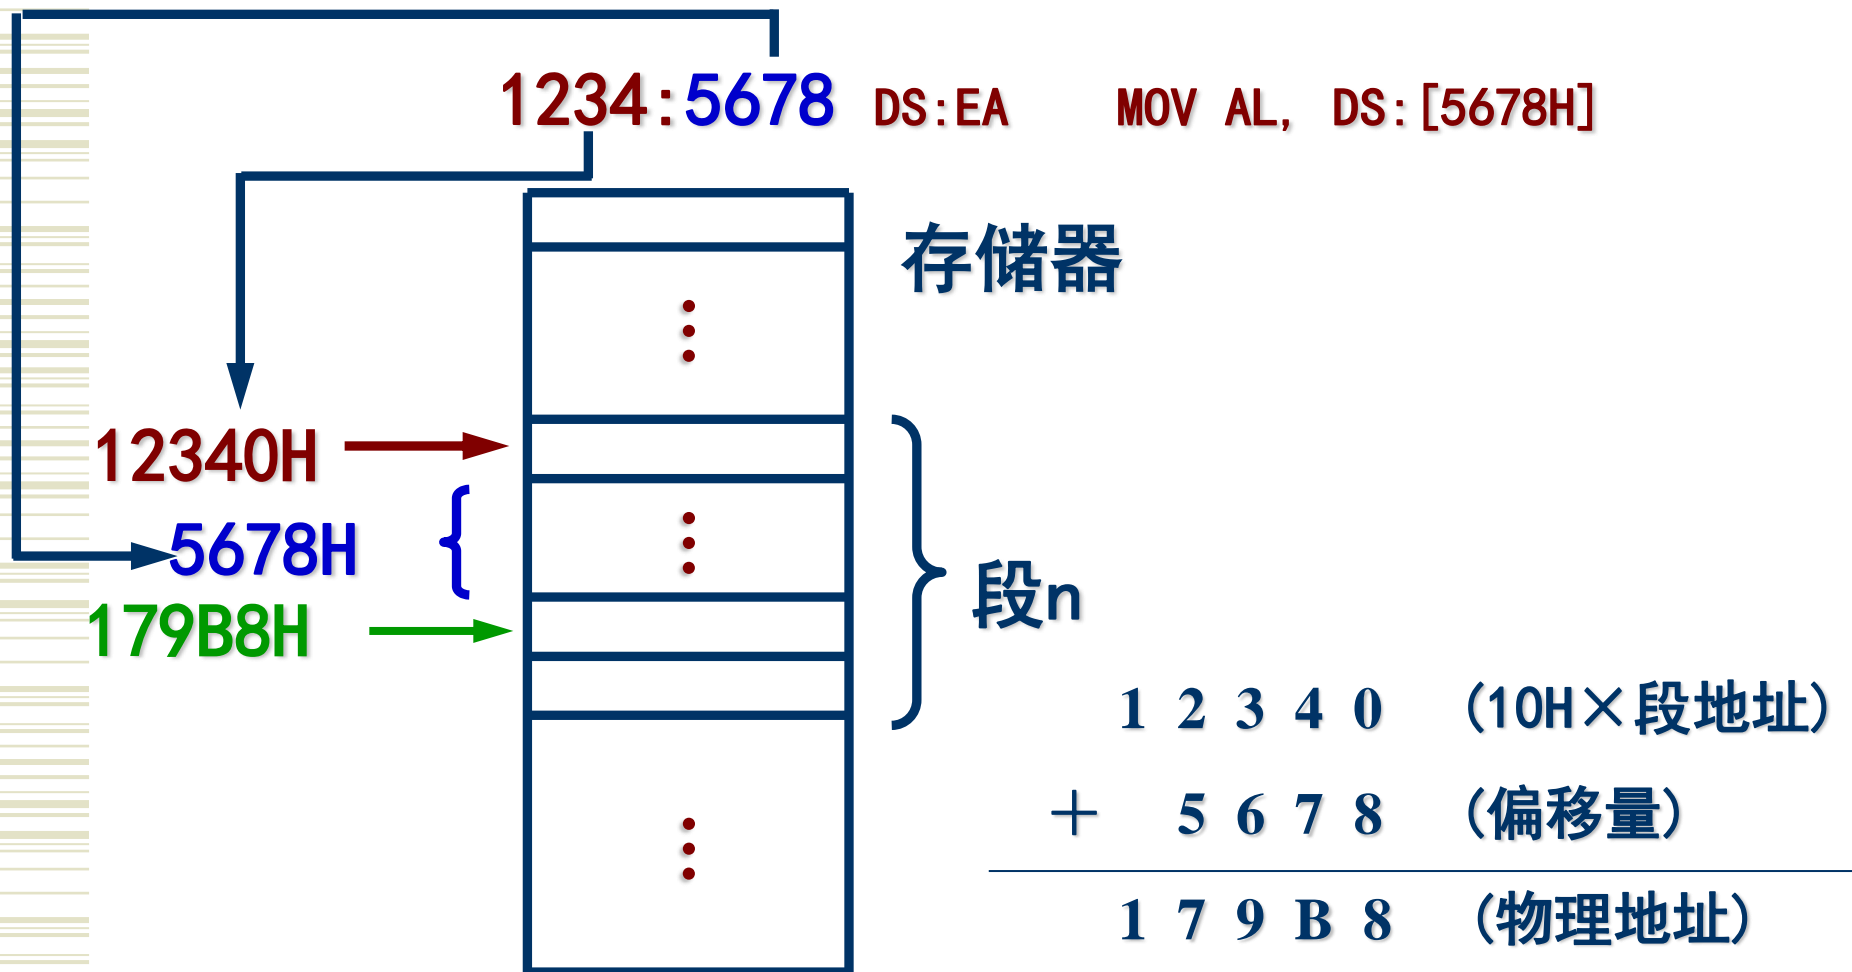 1234:5678 DS:EA MOV AL, DS:[5678H]
存储器
12340H
5678H
179B8H
段n
1 2 3 4 0 (10H×段地址)
+ 5 6 7 8 (偏移量)
1 7 9 B 8 (物理地址)